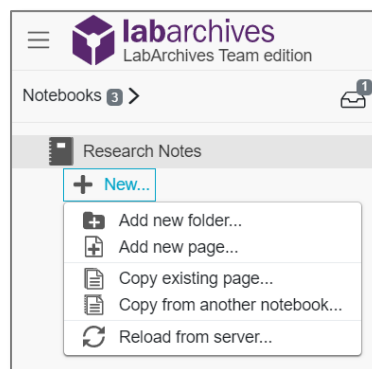 labarchives
LabArchives Team edition
Notebooks 3
1
Research Notes
New...
Add new folder...
Add new page...
Copy existing page...
Copy from another notebook...
Reload from server...